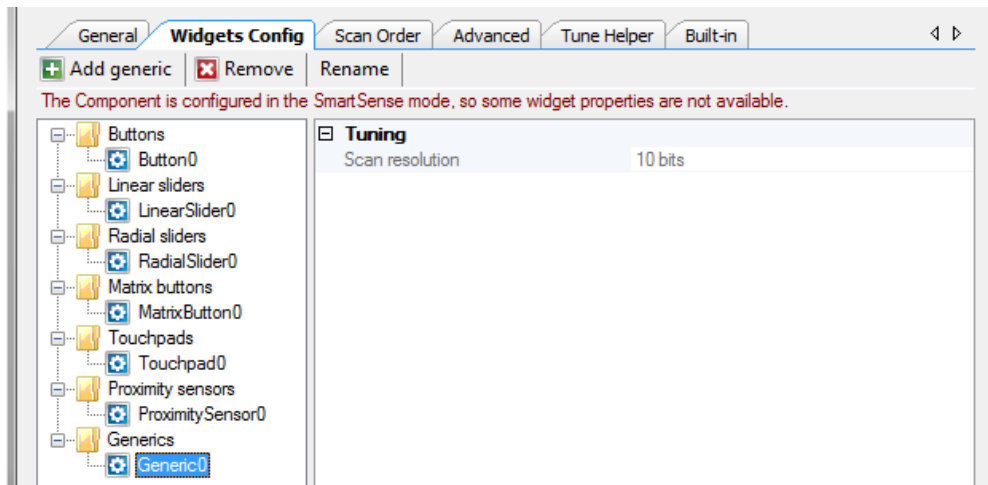 General Widgets Config Scan Order Advanced Tune Helper Built-in
Add generic Remove Rename
The Component is configured in the SmartSense mode, so some widget properties are not available.
Buttons
Button0
Linear sliders
LinearSlider0
Radial sliders
RadialSlider0
Matrix buttons
MatrixButton0
Touchpads
Touchpad0
Proximity sensors
ProximitySensor0
Generics
Generic0
Tuning
Scan resolution 10 bits